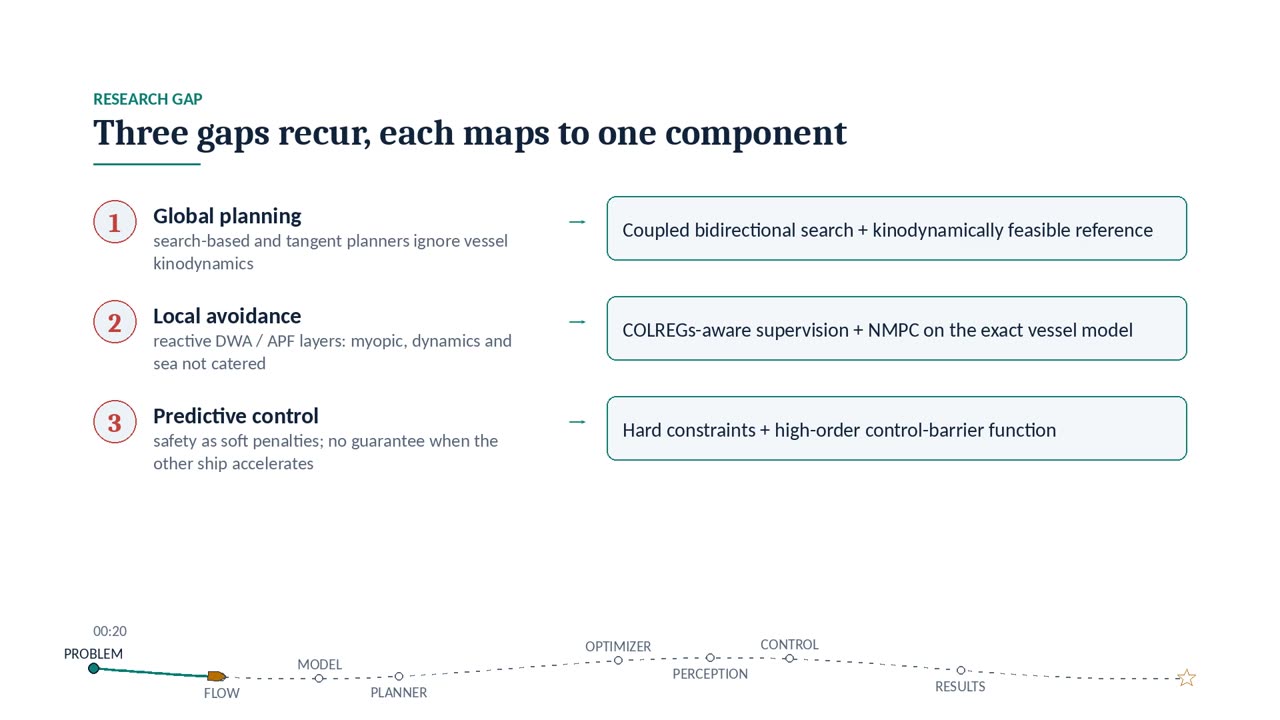 RESEARCH GAP
Three gaps recur, each maps to one component
1
Global planning
search-based and tangent planners ignore vessel
kinodynamics
→
Coupled bidirectional search + kinodynamically feasible reference
2
Local avoidance
reactive DWA / APF layers: myopic, dynamics and
sea not catered
→
COLREGs-aware supervision + NMPC on the exact vessel model
3
Predictive control
safety as soft penalties; no guarantee when the
other ship accelerates
→
Hard constraints + high-order control-barrier function
00:20
PROBLEM
FLOW
MODEL
PLANNER
OPTIMIZER
PERCEPTION
CONTROL
RESULTS